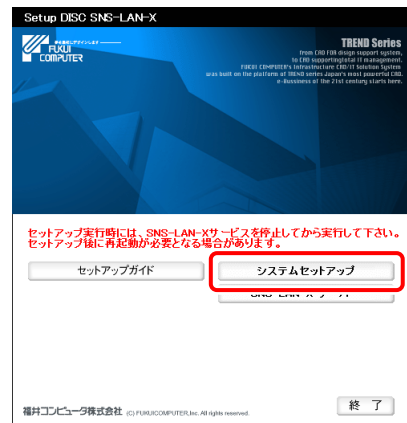 Setup DISC SNS-LAN-X
FUKUI
COMPUTER
TREND Series
from CAD FOR design support system,
to CAD supportingtotal IT management.
FUKUI COMPUTER's Infrastructure CAD/IT Solution System
area built on the platform of TREND series Japan's most powerful CAD.
e-Bussiness of the 21st century starts here.
セットアップ実行時には、SNS-LAN-Xサービスを停止してから実行して下さい。
セットアップ後に再起動が必要となる場合があります。
セットアップガイド
システムセットアップ
終 了
福井コンピュータ株式会社 (C) FUKUICOMPUTER,Inc. All rights reserved.